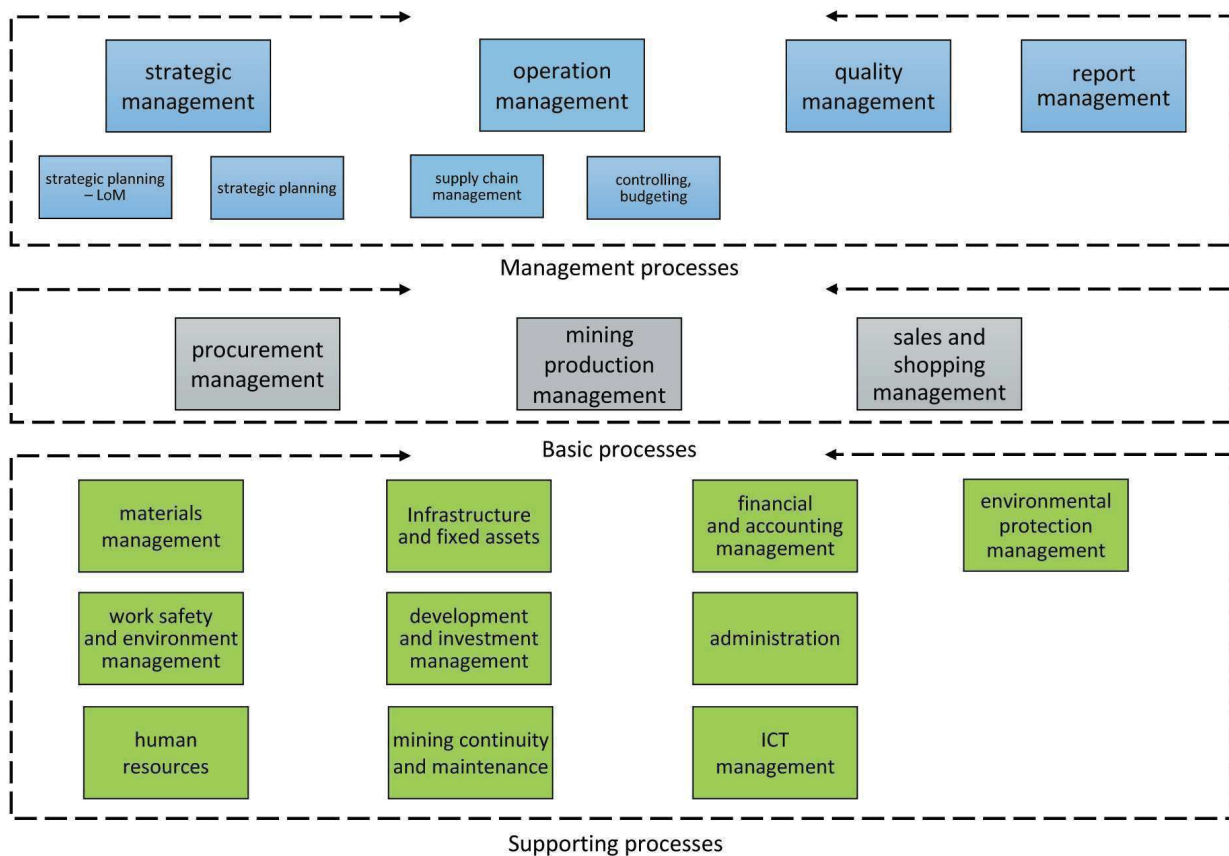 strategic
management
operation
management
quality
management
report
management
strategic planning
– LoM
strategic planning
supply chain
management
controlling,
budgeting
Management processes
procurement
management
mining
production
management
sales and
shopping
management
Basic processes
materials
management
Infrastructure
and fixed assets
financial
and accounting
management
environmental
protection
management
work safety
and environment
management
development
and investment
management
administration
human
resources
mining continuity
and maintenance
ICT
management
Supporting processes